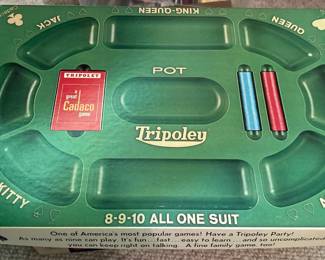 KING-QUEEN
JACK
QUEEN
POT
TRIPOLEY
a
great
Cadaco
game
Tripoley
KITTY
A
8-9-10 ALL ONE SUIT
One of America's most popular games! Have a Tripoley Party!
As many as nine can play. It's fun...fast...easy to learn...and so uncomplicated
you can keep right on talking. A fine family game, too!